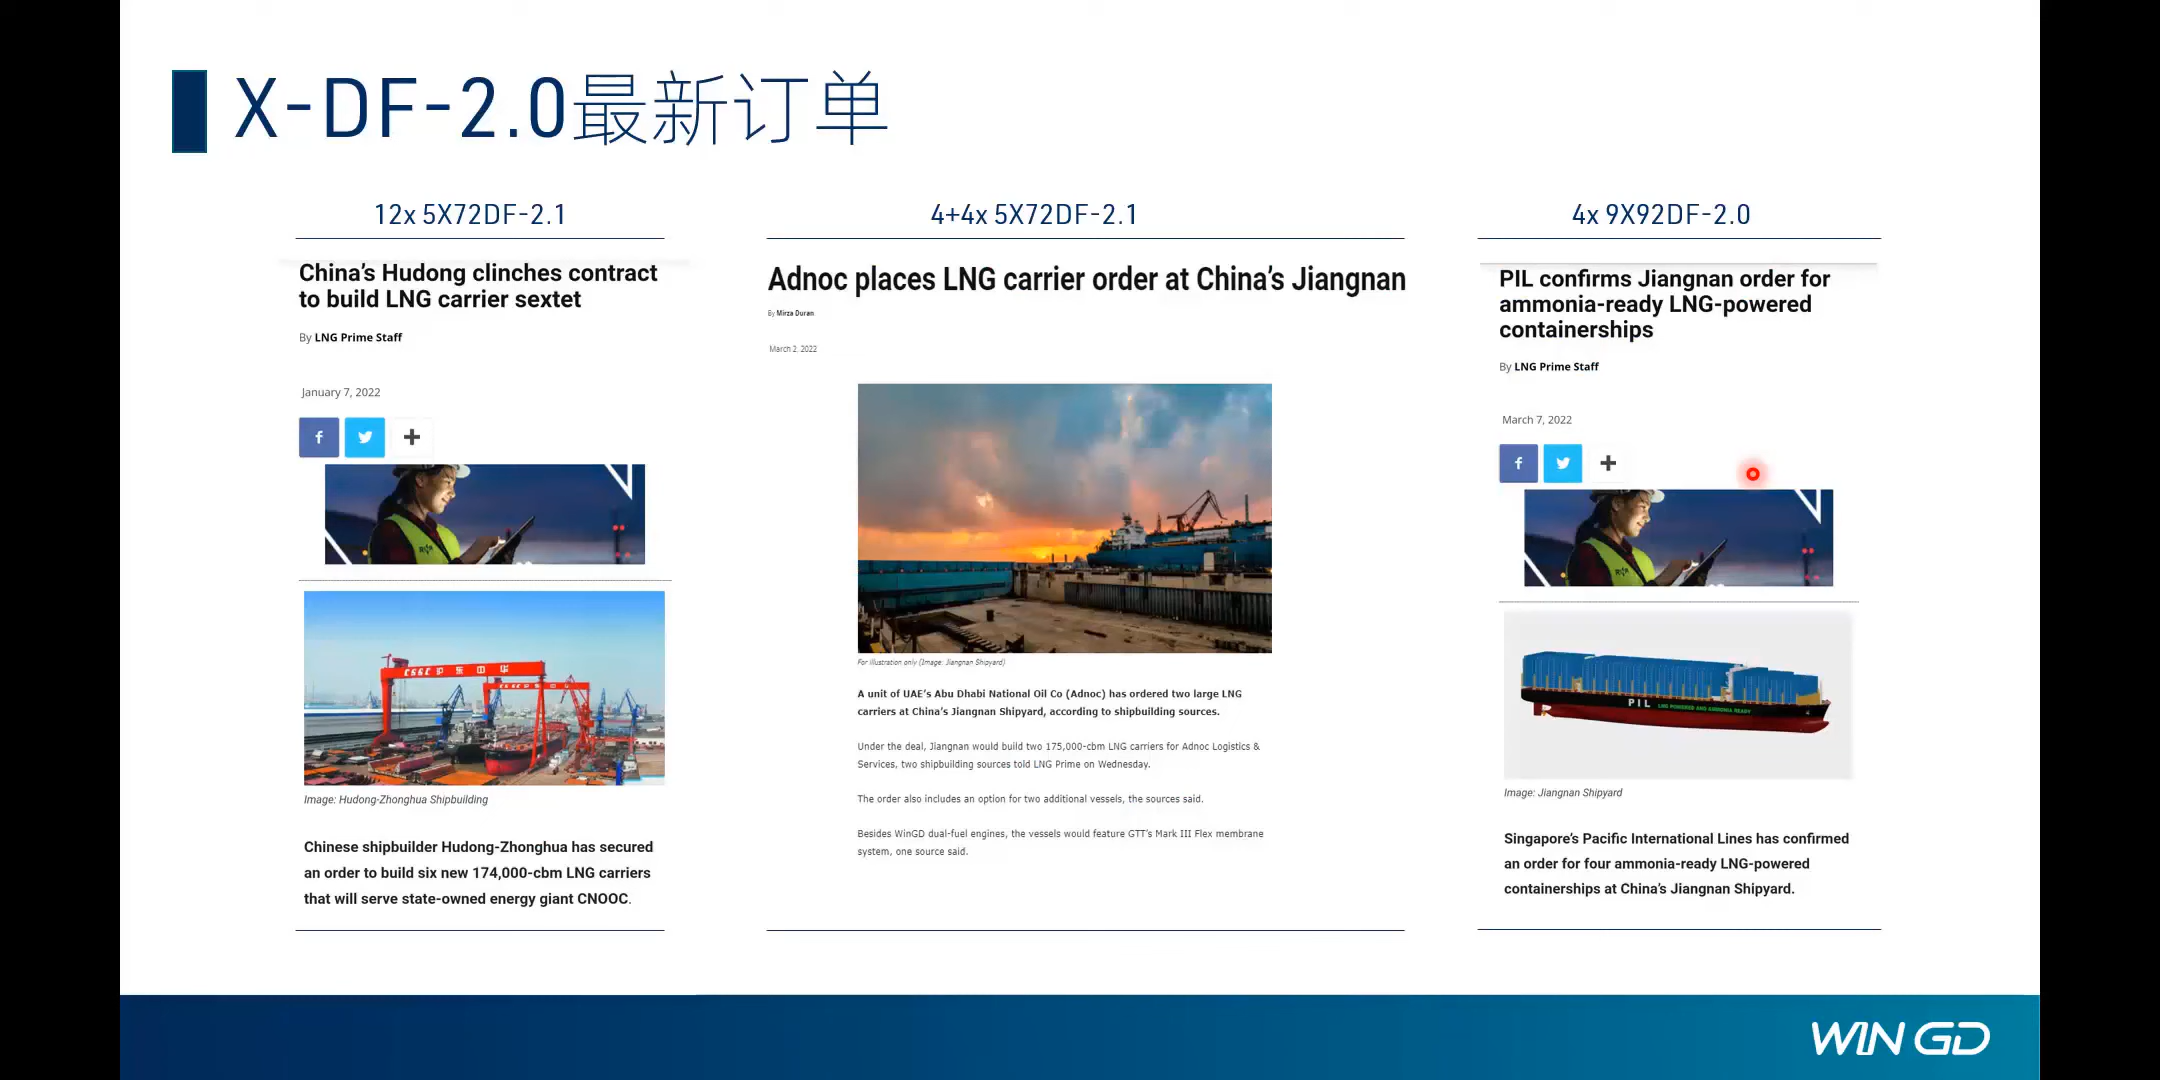 X-DF-2.0最新订单
12x 5X72DF-2.1
China's Hudong clinches contract
to build LNG carrier sextet
By LNG Prime Staff
January 7, 2022
Image: Hudong-Zhonghua Shipbuilding
Chinese shipbuilder Hudong-Zhonghua has secured
an order to build six new 174,000-cbm LNG carriers
that will serve state-owned energy giant CNOOC.
4+4x 5X72DF-2.1
Adnoc places LNG carrier order at China's Jiangnan
By Mirza Duran
March 2, 2022
For illustration only (Image: Jiangnan Shipyard)
A unit of UAE's Abu Dhabi National Oil Co (Adnoc) has ordered two large LNG
carriers at China's Jiangnan Shipyard, according to shipbuilding sources.
Under the deal, Jiangnan would build two 175,000-cbm LNG carriers for Adnoc Logistics &
Services, two shipbuilding sources told LNG Prime on Wednesday.
The order also includes an option for two additional vessels, the sources said.
Besides WinGD dual-fuel engines, the vessels would feature GTT's Mark III Flex membrane
system, one source said.
4x 9X92DF-2.0
PIL confirms Jiangnan order for
ammonia-ready LNG-powered
containerships
By LNG Prime Staff
March 7, 2022
PIL LNG POWERED AND AMMONIA READY
Image: Jiangnan Shipyard
Singapore's Pacific International Lines has confirmed
an order for four ammonia-ready LNG-powered
containerships at China's Jiangnan Shipyard.
WIN GD